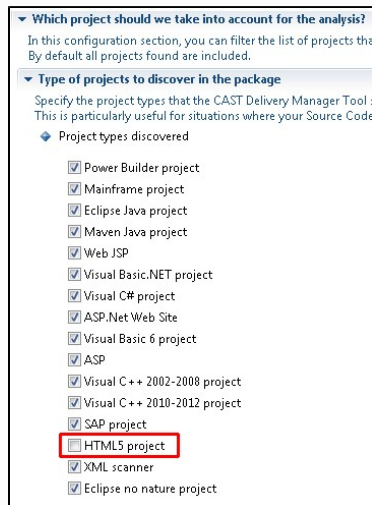 Which project should we take into account for the analysis?
In this configuration section, you can filter the list of projects tha
By default all projects found are included.
Type of projects to discover in the package
Specify the project types that the CAST Delivery Manager Tool
This is particularly useful for situations where your Source Code
Project types discovered
Power Builder project
Mainframe project
Eclipse Java project
Maven Java project
Web JSP
Visual Basic.NET project
Visual C# project
ASP.Net Web Site
Visual Basic 6 project
ASP
Visual C++ 2002-2008 project
Visual C++ 2010-2012 project
SAP project
HTML5 project
XML scanner
Eclipse no nature project